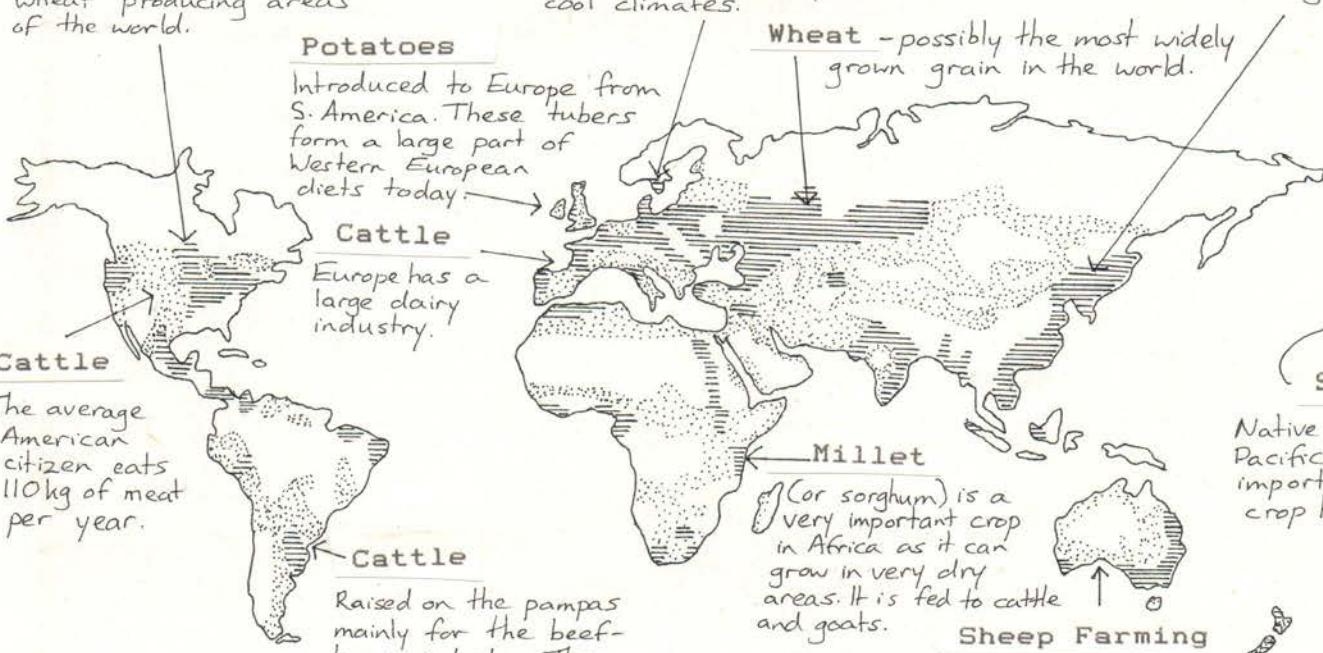 wheat producing areas
of the world.
cool climates.
Potatoes
Introduced to Europe from
S. America. These tubers
form a large part of
Western European
diets today.
Wheat - possibly the most widely
grown grain in the world.
Cattle
Europe has a
large dairy
industry.
Cattle
The average
American
citizen eats
110kg of meat
per year.
Cattle
Raised on the pampas
mainly for the beef-
Millet
(or sorghum) is a
very important crop
in Africa as it can
grow in very dry
areas. It is fed to cattle
and goats.
Sheep Farming
S
Native
Pacific
import
crop